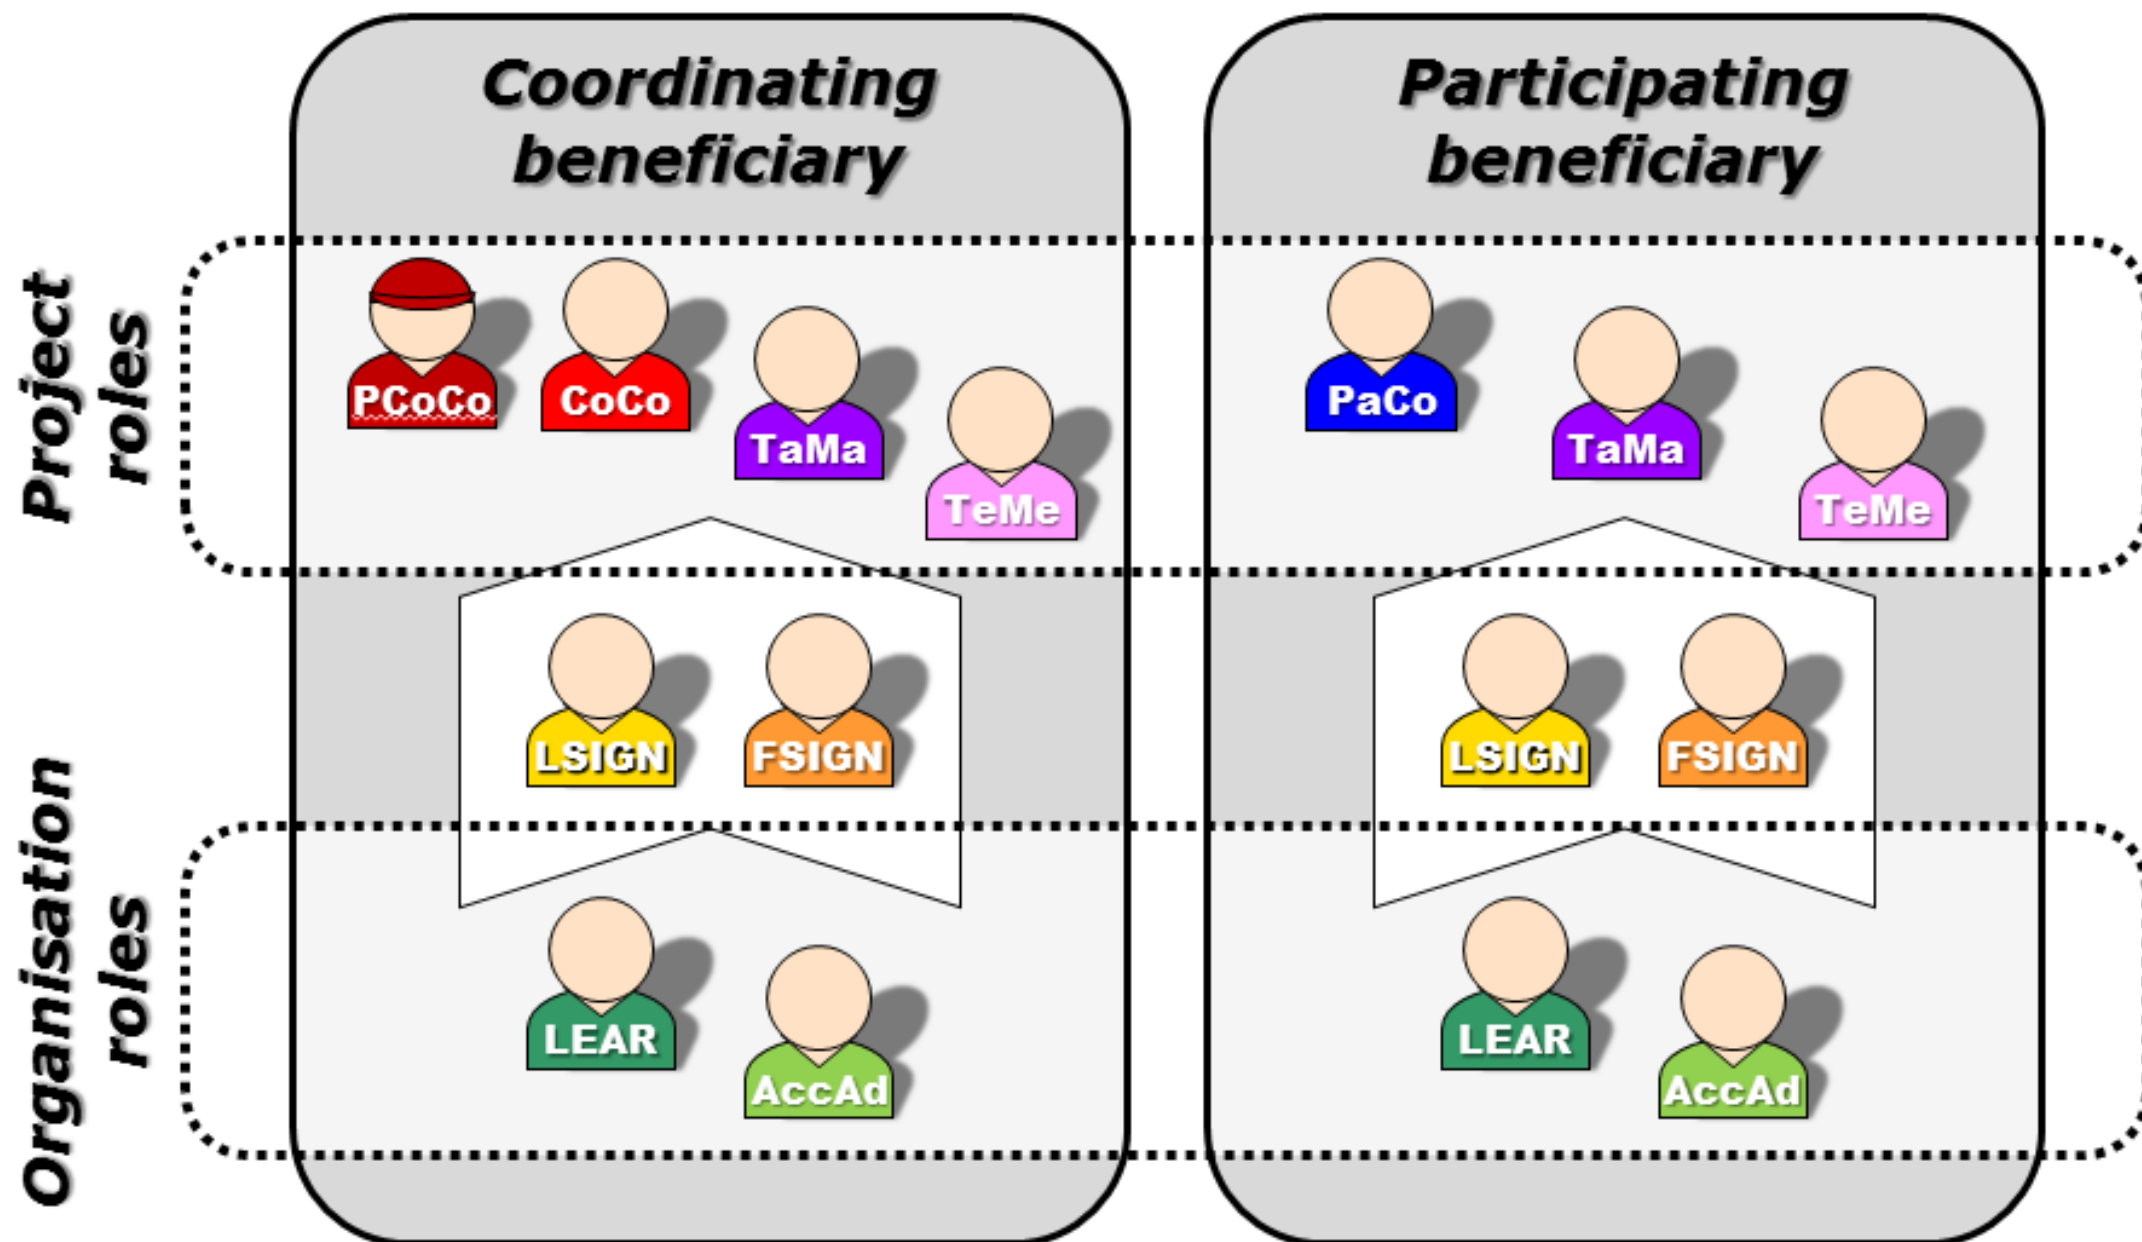 Coordinating
beneficiary
Participating
beneficiary
Project
roles
PCoCo
CoCo
TaMa
TeMe
PaCo
TaMa
TeMe
LSIGN
FSIGN
LSIGN
FSIGN
Organisation
roles
LEAR
AccAd
LEAR
AccAd